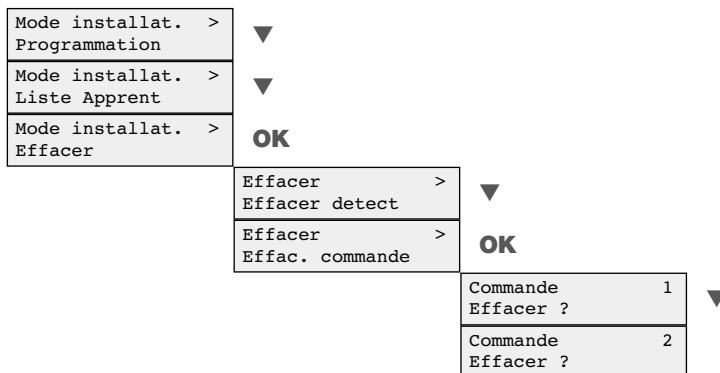 Mode installat. >
Programmation
▼
Mode installat. >
Liste Apprent
▼
Mode installat. >
Effacer
OK
Effacer >
Effacer detect
▼
Effacer >
Effac. commande
OK
Commande 1
Effacer ?
▼
Commande 2
Effacer ?